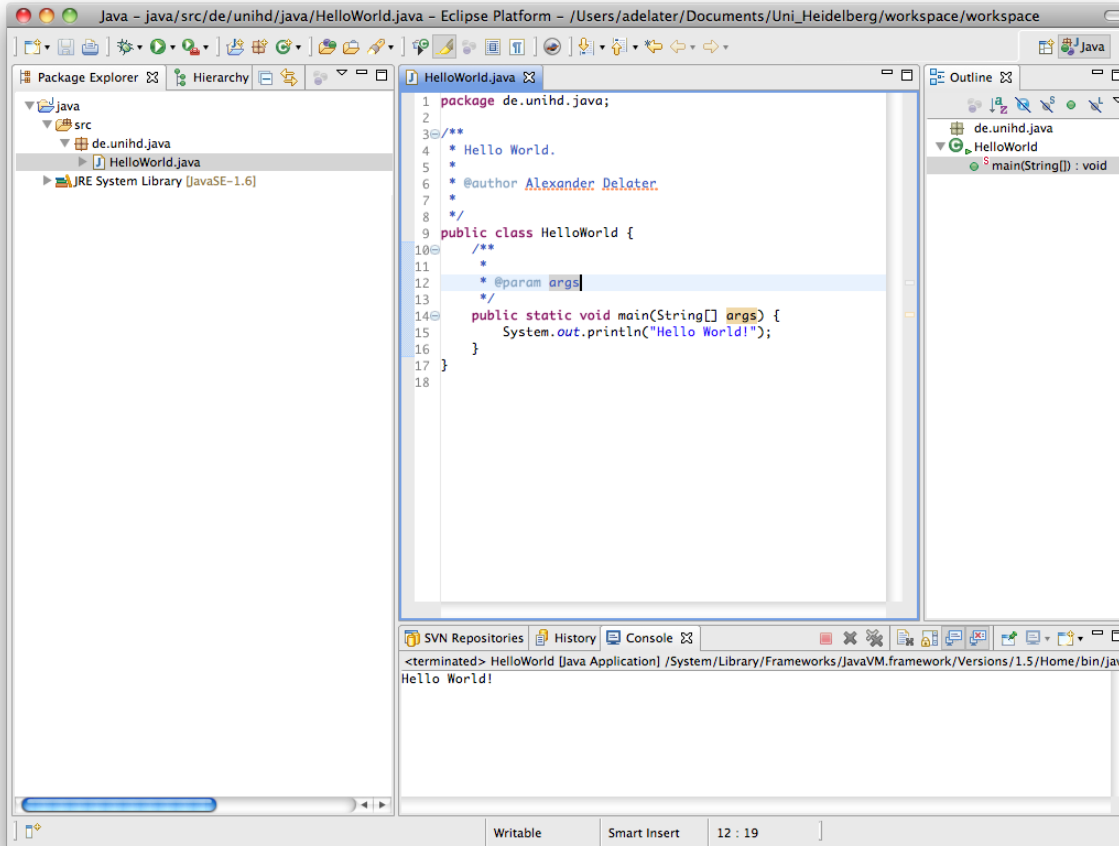 Java – java/src/de/unihd/java/HelloWorld.java – Eclipse Platform – /Users/adelater/Documents/Uni_Heidelberg/workspace/workspace
Java
Package Explorer
Hierarchy
java
src
de.unihd.java
HelloWorld.java
JRE System Library [JavaSE-1.6]
HelloWorld.java
1 package de.unihd.java;
2
3 /**
4  * Hello World.
5  *
6  * @author Alexander Delater
7  *
8  */
9 public class HelloWorld {
10     /**
11      *
12      * @param args
13      */
14     public static void main(String[] args) {
15         System.out.println("Hello World!");
16     }
17 }
18
Outline
de.unihd.java
HelloWorld
main(String[]) : void
SVN Repositories
History
Console
<terminated> HelloWorld [Java Application] /System/Library/Frameworks/JavaVM.framework/Versions/1.5/Home/bin/jav
Hello World!
Writable
Smart Insert
12 : 19